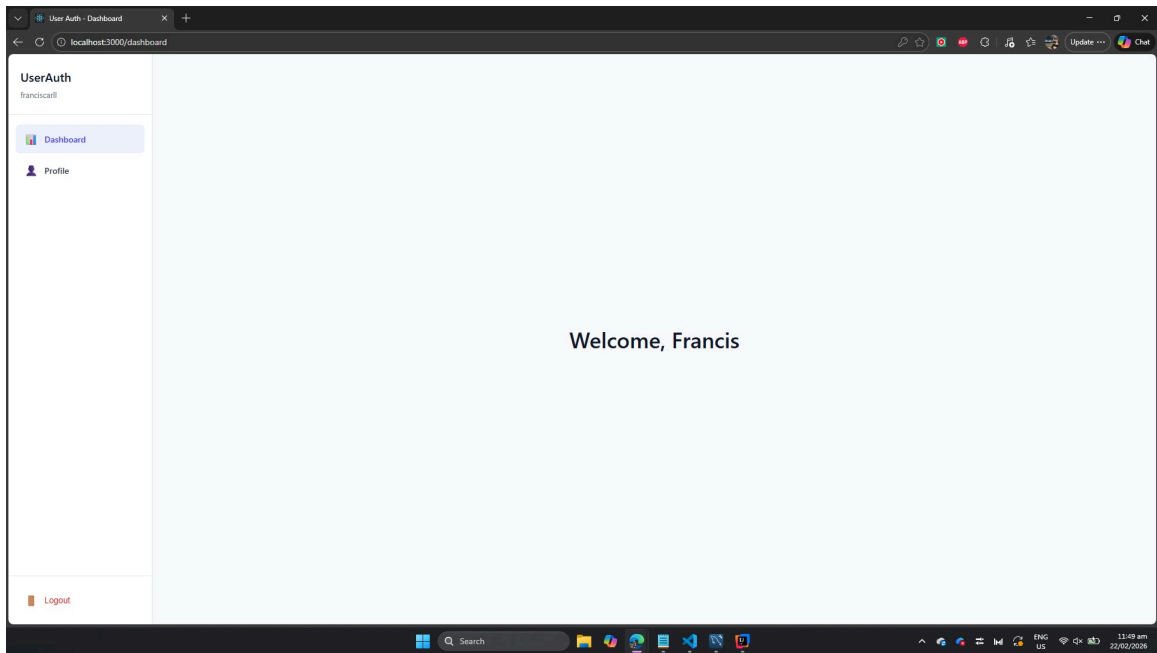 User Auth - Dashboard
localhost:3000/dashboard
ABP
Update
Chat
UserAuth
franciscarll
Dashboard
Profile
Welcome, Francis
Logout
Search
ENG
US
11:49 am
22/02/2026